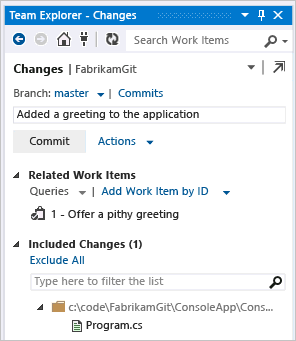 Team Explorer - Changes
Search Work Items
Changes | FabrikamGit
Branch: master | Commits
Added a greeting to the application
Commit Actions
Related Work Items
Queries | Add Work Item by ID
1 - Offer a pithy greeting
Included Changes (1)
Exclude All
Type here to filter the list
c:\code\FabrikamGit\ConsoleApp\Cons...
Program.cs